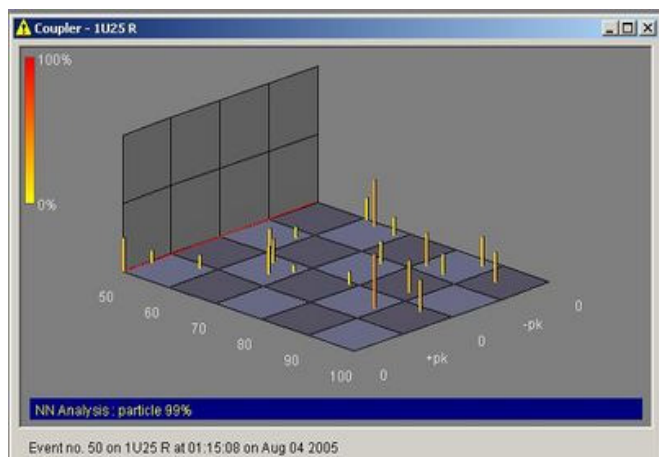 Coupler - 1U25 R
100%
0%
50
60
70
80
90
100
0
+pk
0
-pk
0
NN Analysis : particle 99%
Event no. 50 on 1U25 R at 01:15:08 on Aug 04 2005